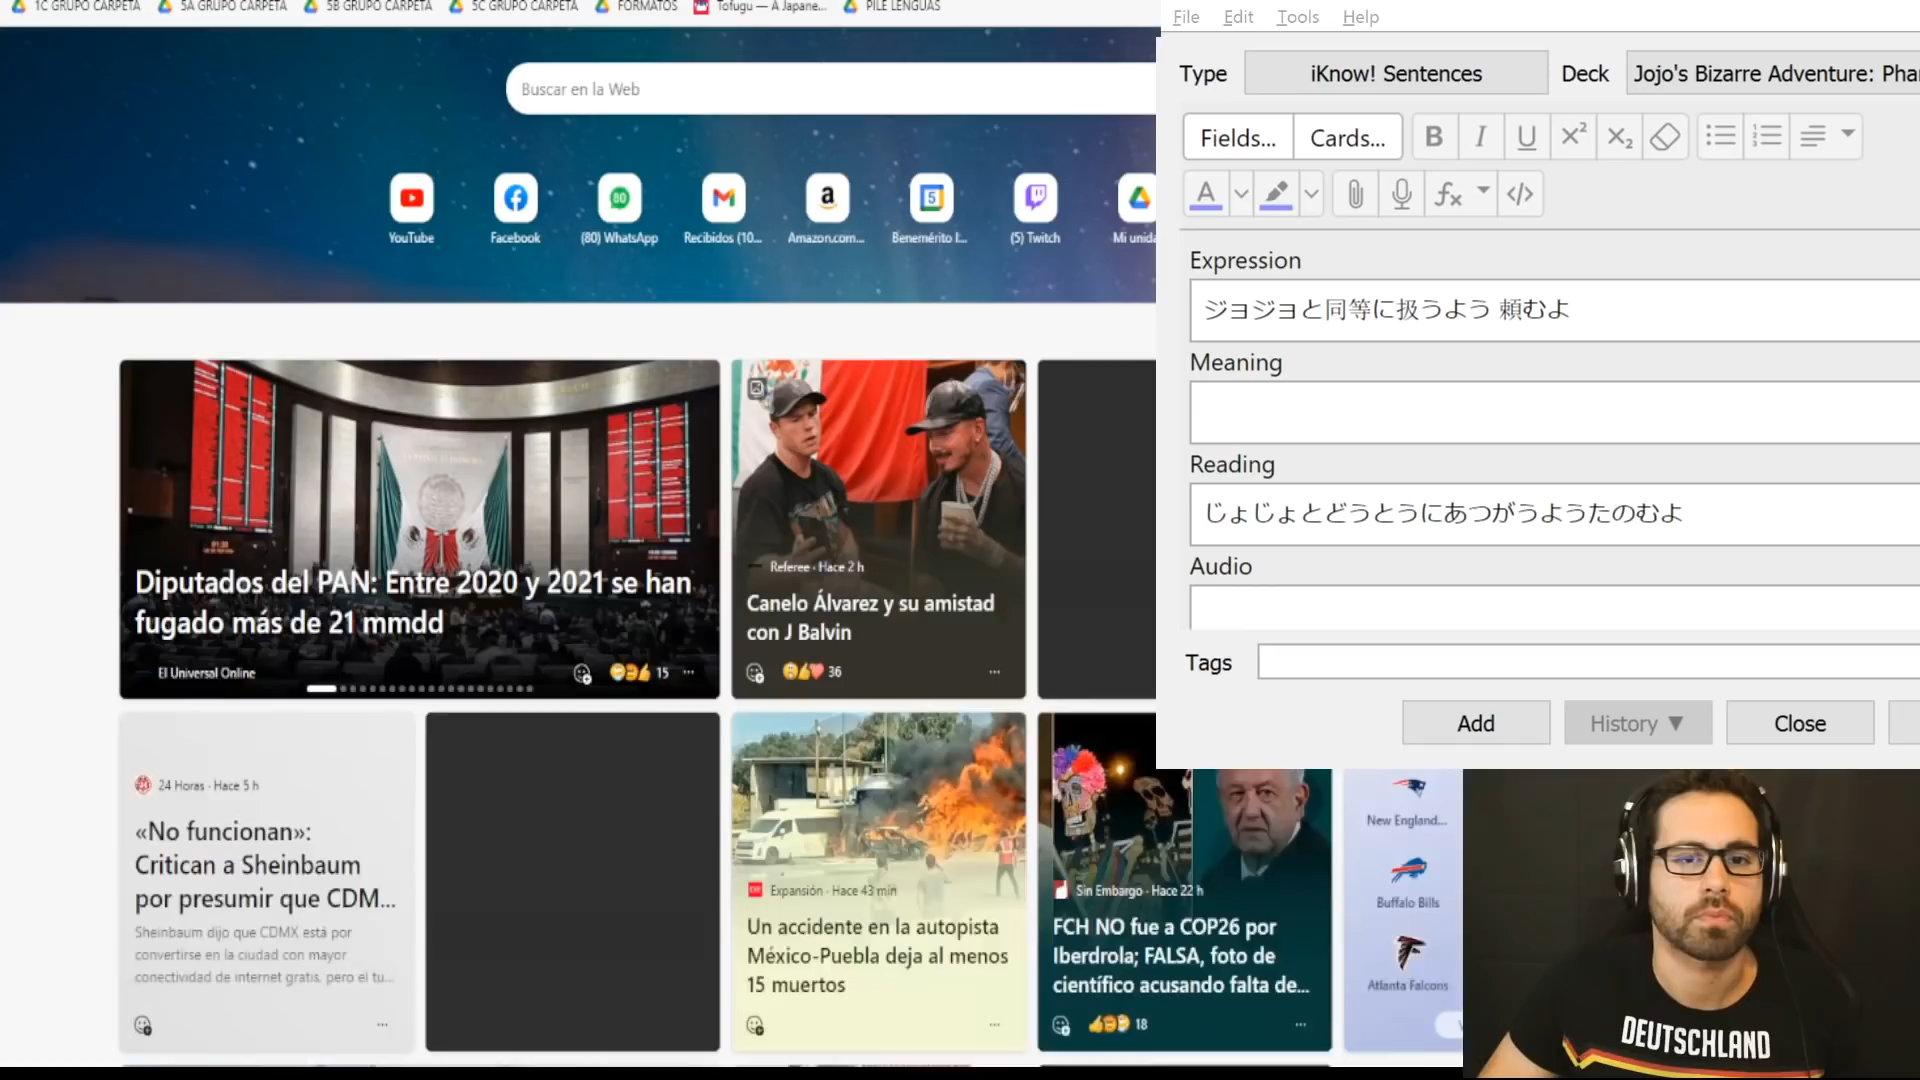 1C GRUPO CARPETA
5A GRUPO CARPETA
5B GRUPO CARPETA
5C GRUPO CARPETA
FORMATOS
Tofugu — A Japane...
PILE LENGUAS
Buscar en la Web
YouTube
Facebook
(80) WhatsApp
Recibidos (10...
Amazon.com...
Benemérito I...
(5) Twitch
Mi unida
Diputados del PAN: Entre 2020 y 2021 se han
fugado más de 21 mmdd
El Universal Online
15
Referee · Hace 2 h
Canelo Álvarez y su amistad
con J Balvin
36
24 Horas · Hace 5 h
«No funcionan»:
Critican a Sheinbaum
por presumir que CDM...
Sheinbaum dijo que CDMX está por
convertirse en la ciudad con mayor
conectividad de internet gratis, pero el tu...
Expansión · Hace 43 min
Un accidente en la autopista
México-Puebla deja al menos
15 muertos
Sin Embargo · Hace 22 h
FCH NO fue a COP26 por
Iberdrola; FALSA, foto de
científico acusando falta de...
18
New England...
Buffalo Bills
Atlanta Falcons
File Edit Tools Help
Type iKnow! Sentences Deck Jojo's Bizarre Adventure: Phan
Fields... Cards...
Expression
ジョジョと同等に扱うよう 頼むよ
Meaning
Reading
じょじょとどうとうにあつがうようたのむよ
Audio
Tags
Add History ▼ Close
DEUTSCHLAND